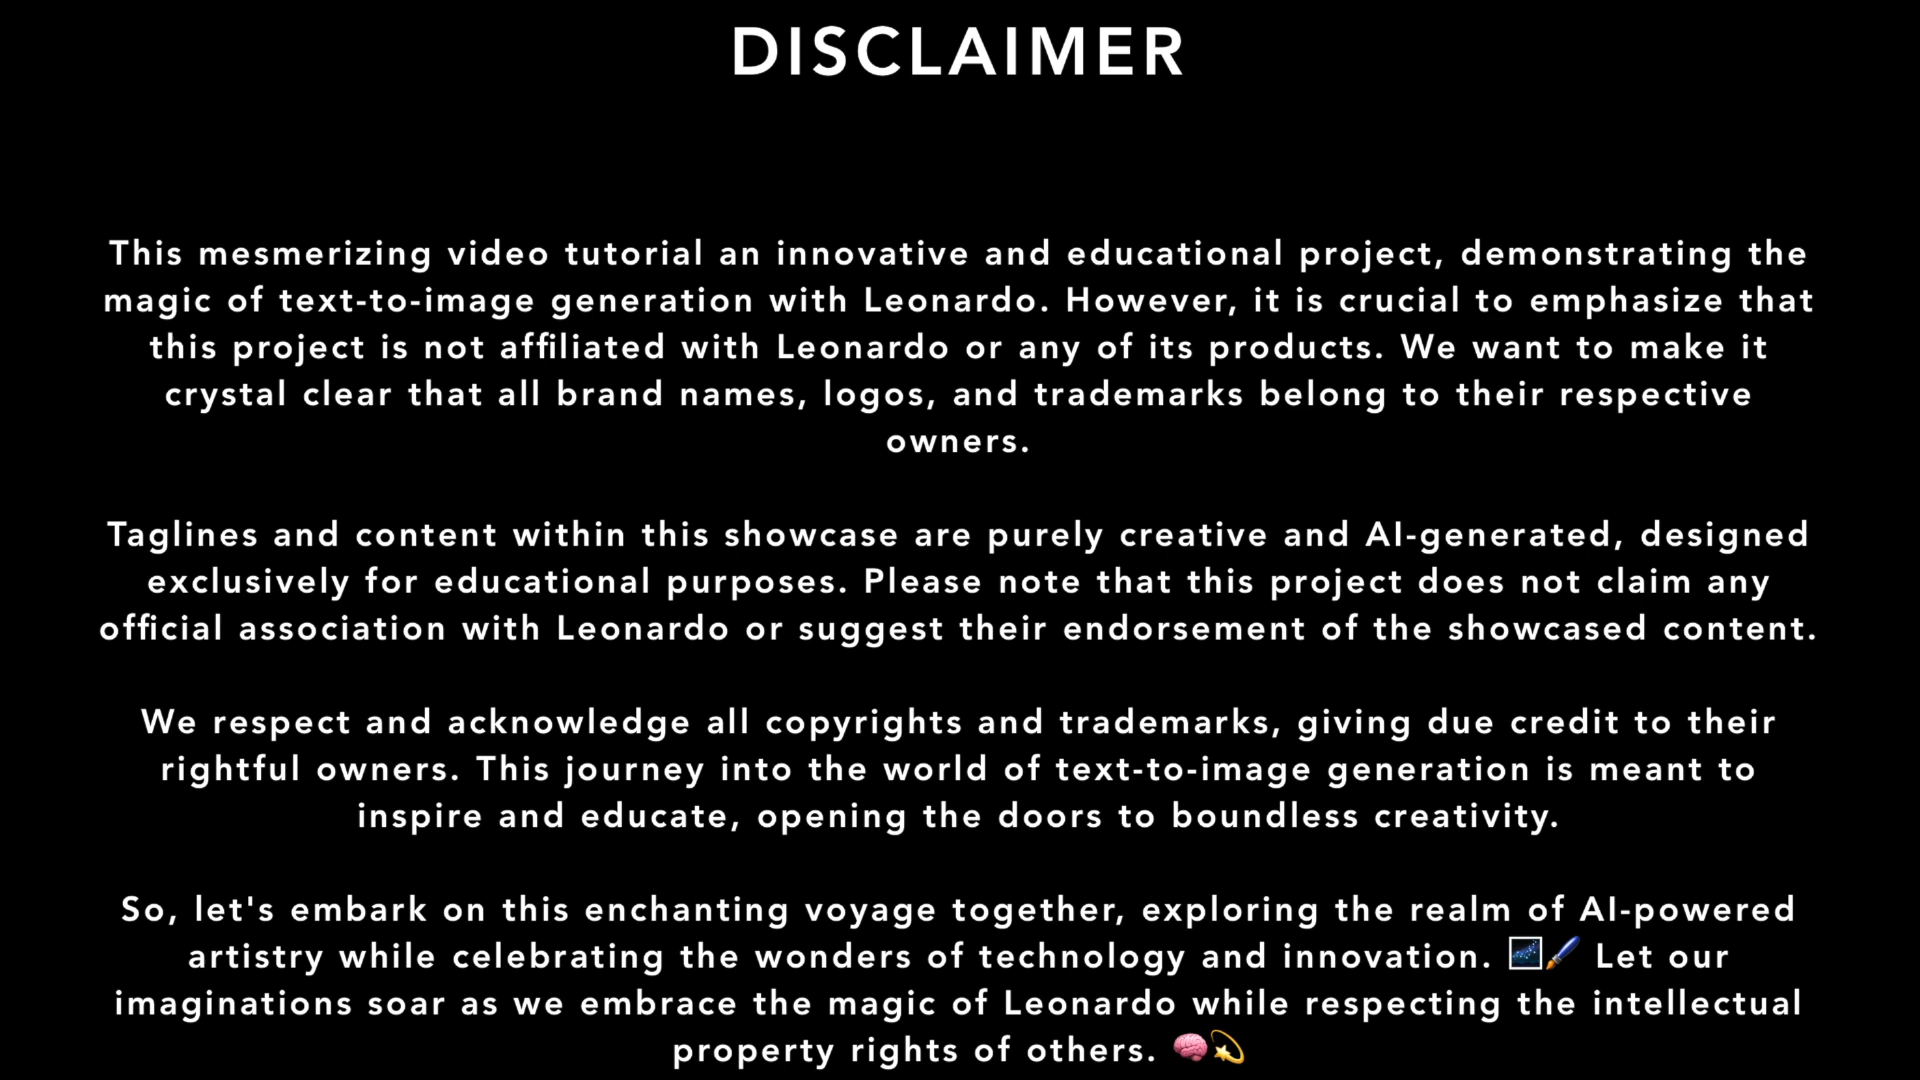 DISCLAIMER
This mesmerizing video tutorial an innovative and educational project, demonstrating the
magic of text-to-image generation with Leonardo. However, it is crucial to emphasize that
this project is not affiliated with Leonardo or any of its products. We want to make it
crystal clear that all brand names, logos, and trademarks belong to their respective
owners.
Taglines and content within this showcase are purely creative and AI-generated, designed
exclusively for educational purposes. Please note that this project does not claim any
official association with Leonardo or suggest their endorsement of the showcased content.
We respect and acknowledge all copyrights and trademarks, giving due credit to their
rightful owners. This journey into the world of text-to-image generation is meant to
inspire and educate, opening the doors to boundless creativity.
So, let's embark on this enchanting voyage together, exploring the realm of AI-powered
artistry while celebrating the wonders of technology and innovation. 🌌🖌️ Let our
imaginations soar as we embrace the magic of Leonardo while respecting the intellectual
property rights of others. 🧠💫